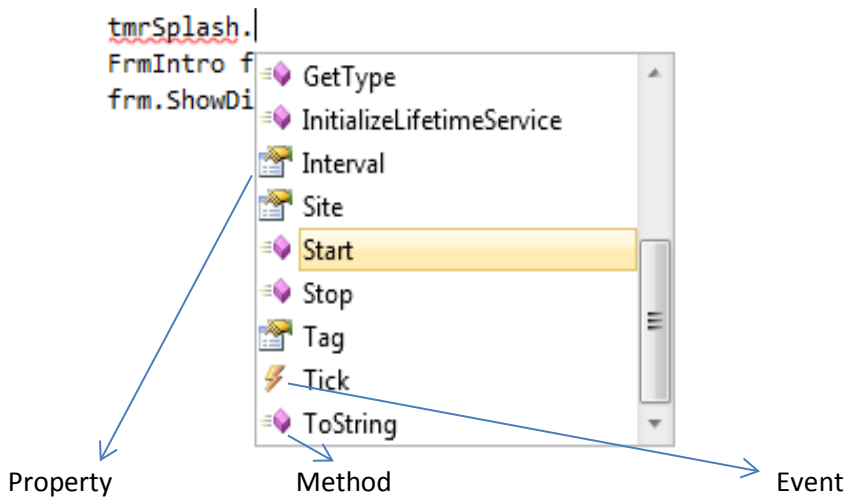 tmrSplash.
FrmIntro f
frm.ShowDi
GetType
InitializeLifetimeService
Interval
Site
Start
Stop
Tag
Tick
ToString
Property Method Event